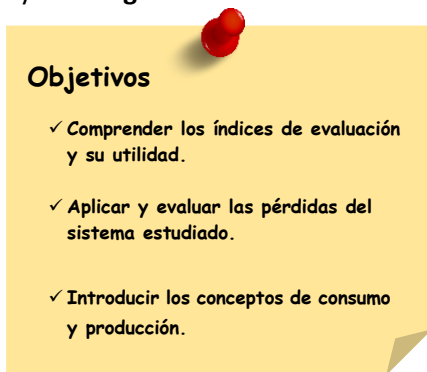 Objetivos
✓ Comprender los índices de evaluación
y su utilidad.
✓ Aplicar y evaluar las pérdidas del
sistema estudiado.
✓ Introducir los conceptos de consumo
y producción.